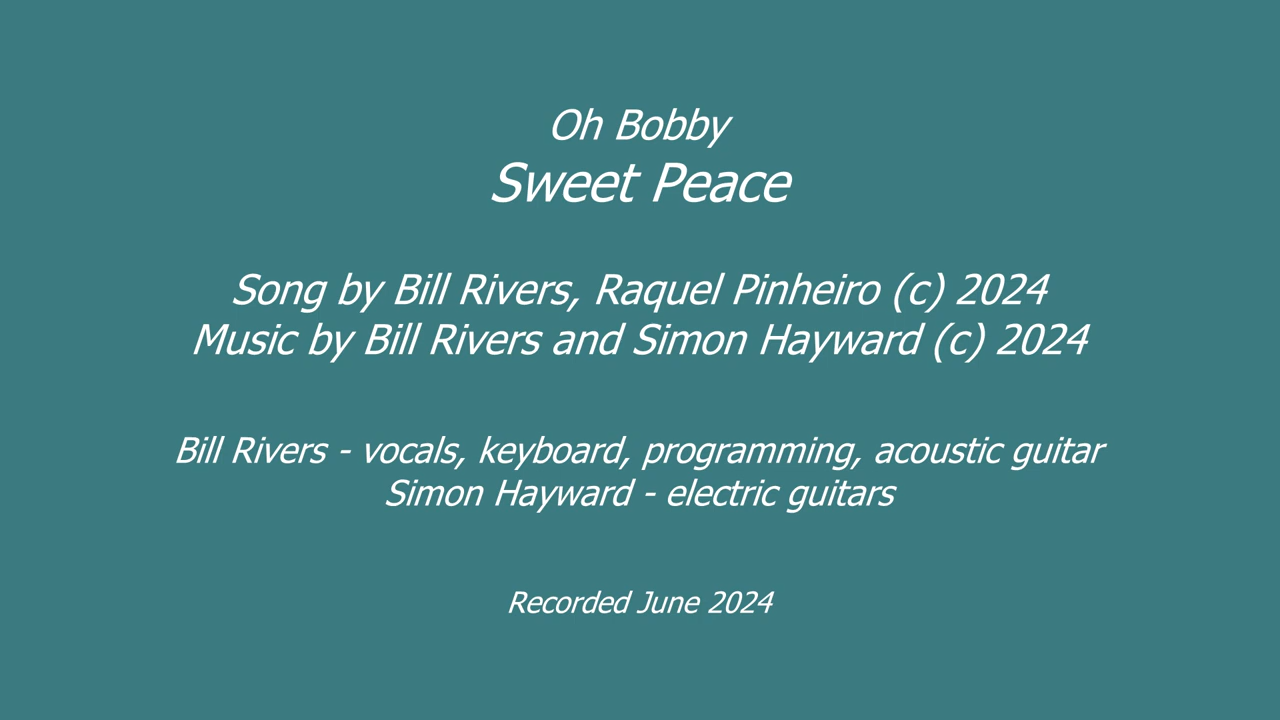 Oh Bobby
Sweet Peace
Song by Bill Rivers, Raquel Pinheiro (c) 2024
Music by Bill Rivers and Simon Hayward (c) 2024
Bill Rivers - vocals, keyboard, programming, acoustic guitar
Simon Hayward - electric guitars
Recorded June 2024